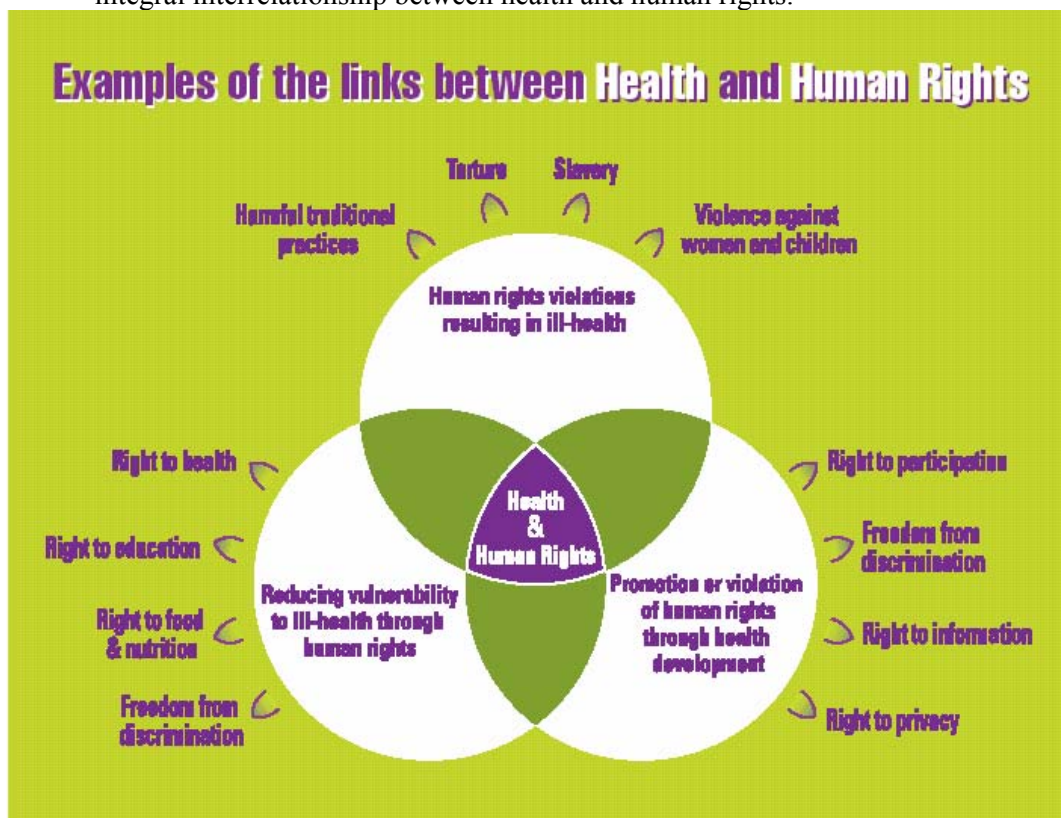 integral interrelationship between health and human rights.
Examples of the links between Health and Human Rights
Torture
Slavery
Harmful traditional
practices
Violence against
women and children
Human rights violations
resulting in ill-health
Right to health
Right to education
Right to food
& nutrition
Freedom from
discrimination
Health
&
Human Rights
Reducing vulnerability
to ill-health through
human rights
Promotion or violation
of human rights
through health
development
Right to participation
Freedom from
discrimination
Right to information
Right to privacy